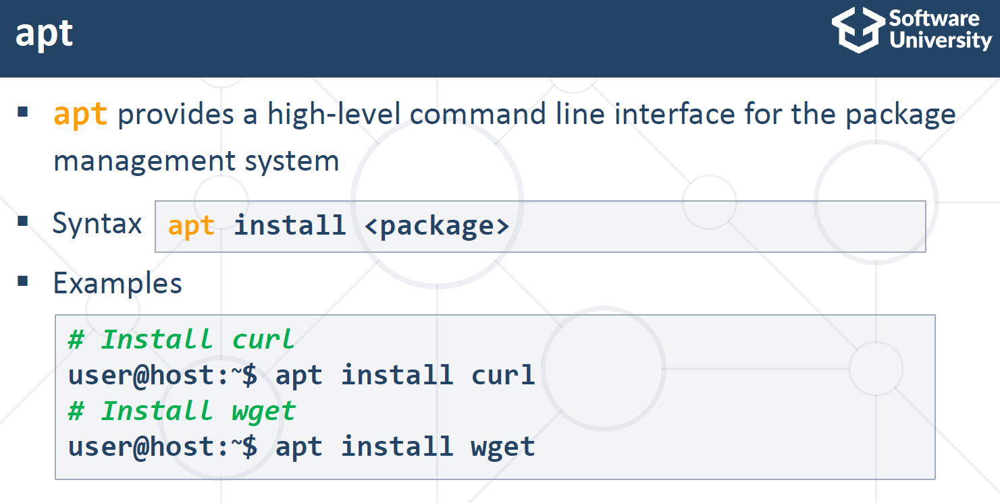 apt
Software
University
apt provides a high-level command line interface for the package
management system
Syntax
apt install <package>
Examples
# Install curl
user@host:~$ apt install curl
# Install wget
user@host:~$ apt install wget